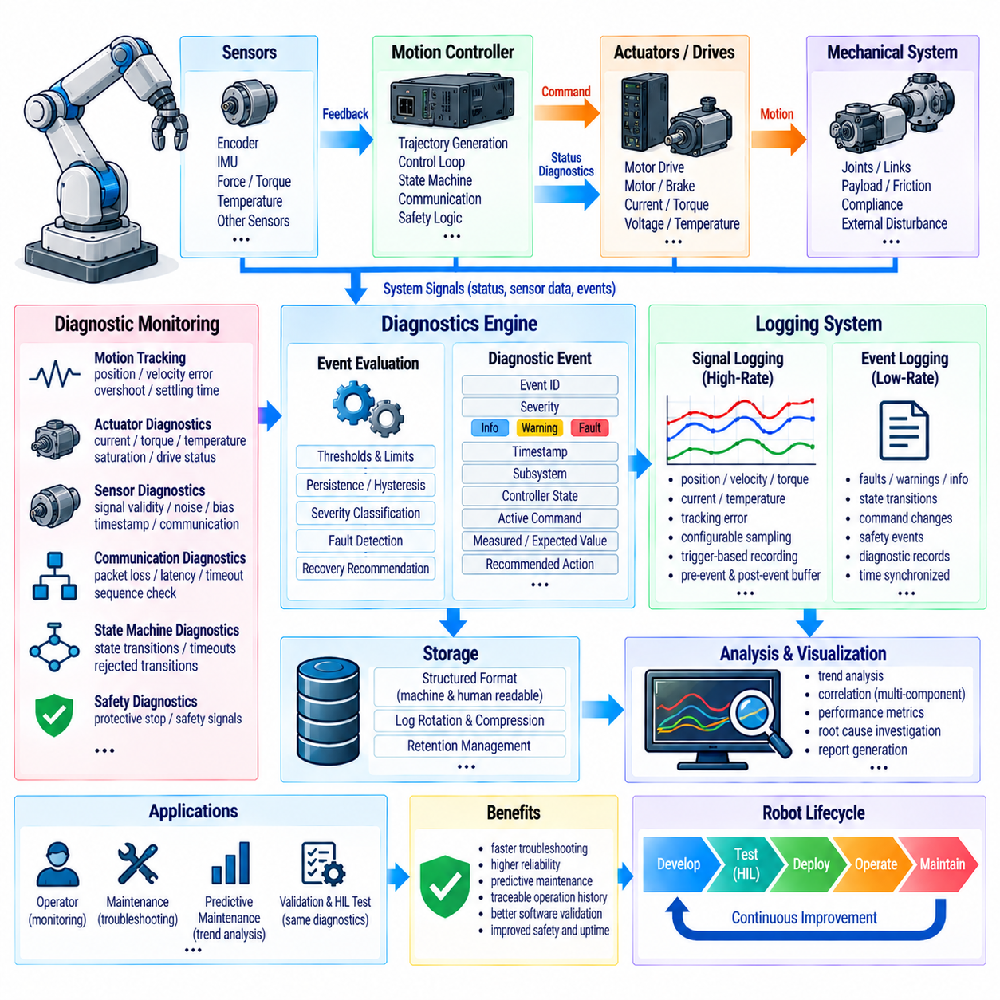 Sensors
Encoder
IMU
Force / Torque
Temperature
Other Sensors
...
Feedback
Motion Controller
Trajectory Generation
Control Loop
State Machine
Communication
Safety Logic
...
Command
Status
Diagnostics
Actuators / Drives
Motor Drive
Motor / Brake
Current / Torque
Voltage / Temperature
...
Motion
Mechanical System
Joints / Links
Payload / Friction
Compliance
External Disturbance
...
System Signals (status, sensor data, events)
Diagnostic Monitoring
Motion Tracking
position / velocity error
overshoot / settling time
Actuator Diagnostics
current / torque / temperature
saturation / drive status
Sensor Diagnostics
signal validity / noise / bias
timestamp / communication
Communication Diagnostics
packet loss / latency / timeout
sequence check
State Machine Diagnostics
state transitions / timeouts
rejected transitions
Safety Diagnostics
protective stop / safety signals
...
Diagnostics Engine
Event Evaluation
Thresholds & Limits
Persistence / Hysteresis
Severity Classification
Fault Detection
Recovery Recommendation
Diagnostic Event
Event ID
Severity
Info Warning Fault
Timestamp
Subsystem
Controller State
Active Command
Measured / Expected Value
Recommended Action
...
Logging System
Signal Logging
(High-Rate)
• position / velocity / torque
• current / temperature
• tracking error
• configurable sampling
• trigger-based recording
• pre-event & post-event buffer
...
Event Logging
(Low-Rate)
• faults / warnings / info
• state transitions
• command changes
• safety events
• diagnostic records
• time synchronized
...
Storage
Structured Format
(machine & human readable)
Log Rotation & Compression
Retention Management
...
Analysis & Visualization
• trend analysis
• correlation (multi-component)
• performance metrics
• root cause investigation
• report generation
...
Applications
Operator
(monitoring)
Maintenance
(troubleshooting)
Predictive
Maintenance
(trend analysis)
Validation & HIL Test
(same diagnostics)
...
Benefits
• faster troubleshooting
• higher reliability
• predictive maintenance
• traceable operation history
• better software validation
• improved safety and uptime
Robot Lifecycle
Develop
Test
(HIL)
Deploy
Operate
Maintain
Continuous Improvement